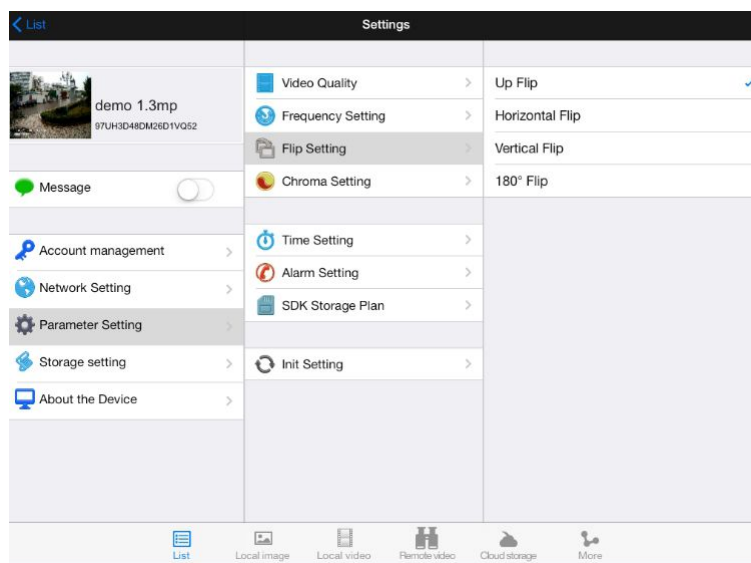 List
Settings
demo 1.3mp
97UH3D48DM26D1VQ52
Message
Account management
Network Setting
Parameter Setting
Storage setting
About the Device
Video Quality
Frequency Setting
Flip Setting
Chroma Setting
Time Setting
Alarm Setting
SDK Storage Plan
Init Setting
Up Flip
Horizontal Flip
Vertical Flip
180° Flip
List
Local image
Local video
Remote video
Cloud storage
More